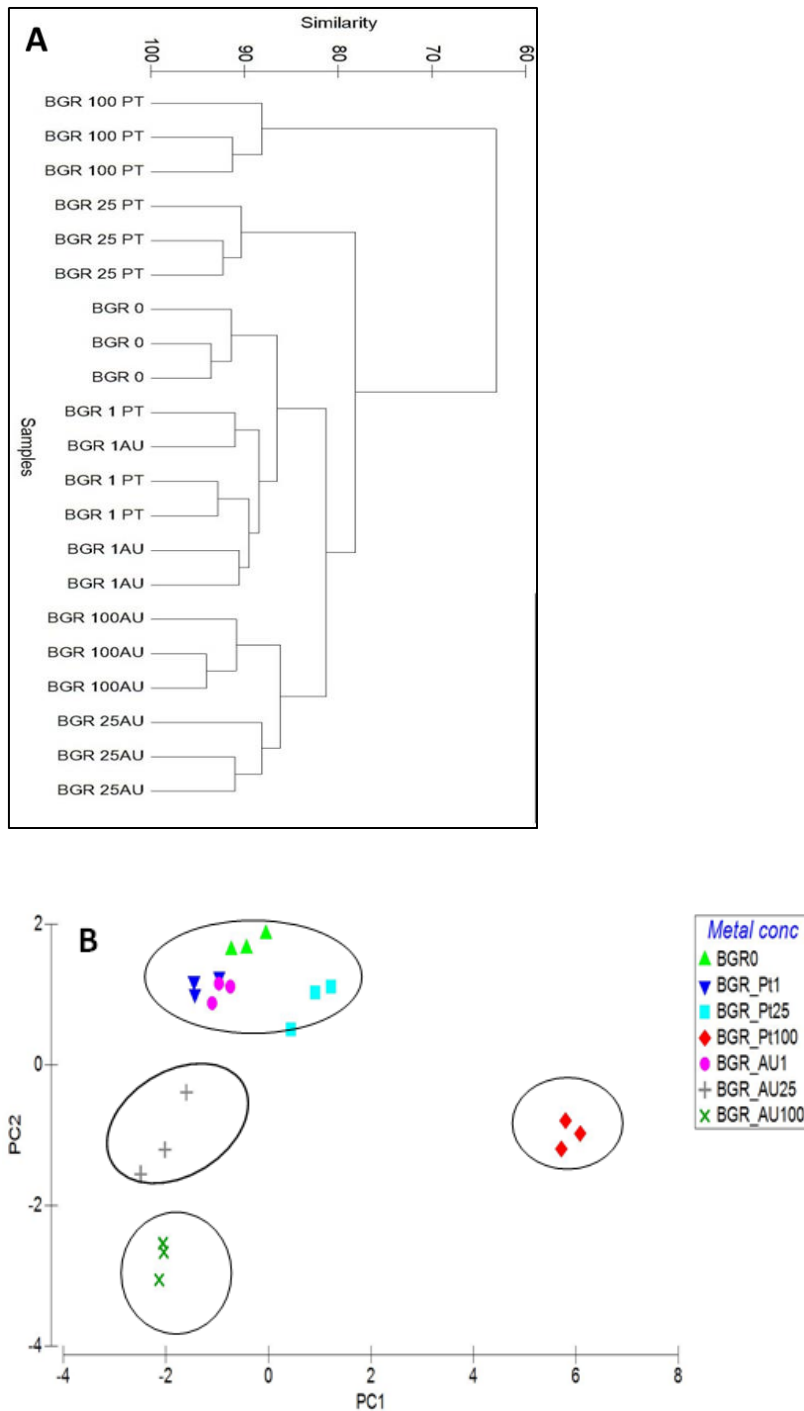 A
Similarity
100 90 80 70 60
BGR 100 PT
BGR 100 PT
BGR 100 PT
BGR 25 PT
BGR 25 PT
BGR 25 PT
BGR 0
BGR 0
BGR 0
BGR 1 PT
BGR 1AU
BGR 1 PT
BGR 1 PT
BGR 1AU
BGR 1AU
BGR 100AU
BGR 100AU
BGR 100AU
BGR 25AU
BGR 25AU
BGR 25AU
Samples
B
2
0
-2
-4
PC2
-4 -2 0 2 4 6 8
PC1
Metal conc
BGR0
BGR_Pt1
BGR_Pt25
BGR_Pt100
BGR_AU1
BGR_AU25
BGR_AU100